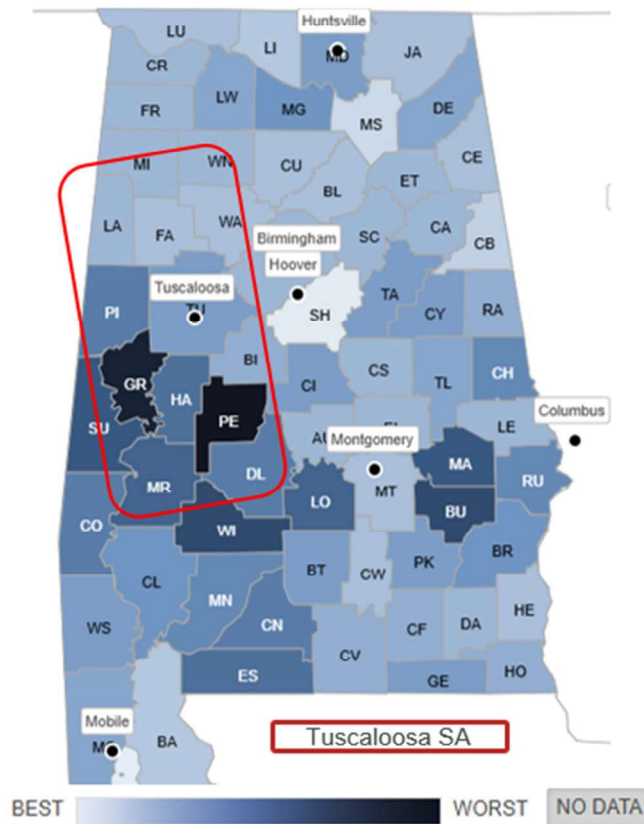 LU
LI
Huntsville
MD
JA
CR
LW
MG
DE
FR
MS
CE
MI
WN
CU
ET
BL
LA
FA
WA
SC
CA
CB
Birmingham
Hoover
PI
Tuscaloosa
TU
SH
TA
CY
RA
BI
GR
HA
CI
CS
TL
CH
SU
PE
AU
LE
Columbus
Montgomery
MA
DL
MR
LO
MT
RU
CO
WI
BU
BT
CW
PK
BR
CL
MN
WS
CN
CF
DA
HE
CV
ES
GE
HO
Mobile
BA
Tuscaloosa SA
BEST
WORST
NO DATA